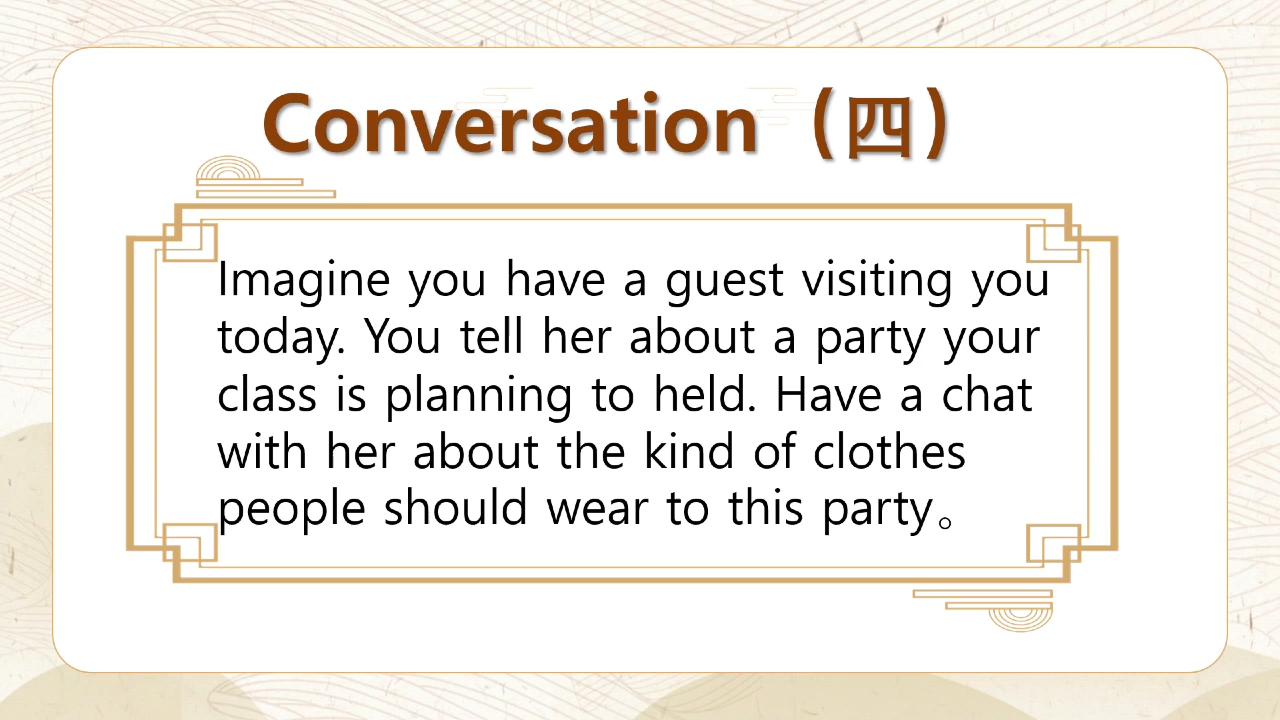 Conversation（四）
Imagine you have a guest visiting you
today. You tell her about a party your
class is planning to held. Have a chat
with her about the kind of clothes
people should wear to this party。